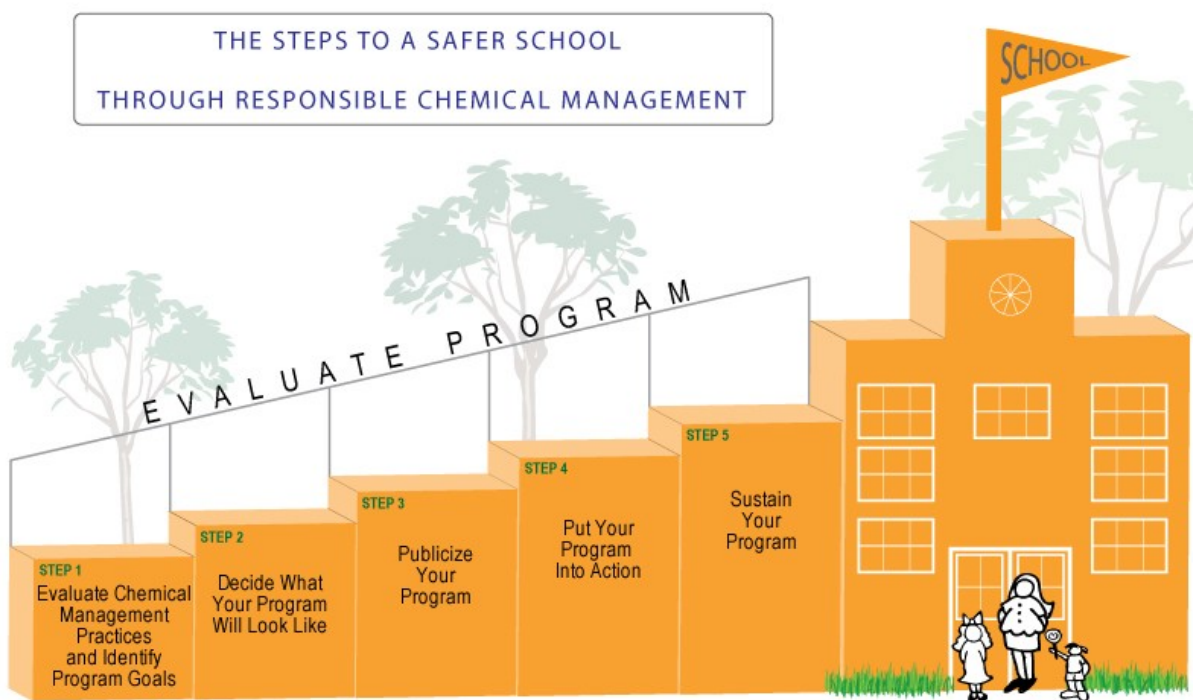 THE STEPS TO A SAFER SCHOOL
THROUGH RESPONSIBLE CHEMICAL MANAGEMENT
SCHOOL
EVALUATE PROGRAM
STEP 1
Evaluate Chemical
Management
Practices
and Identify
Program Goals
STEP 2
Decide What
Your Program
Will Look Like
STEP 3
Publicize
Your
Program
STEP 4
Put Your
Program
Into Action
STEP 5
Sustain
Your
Program